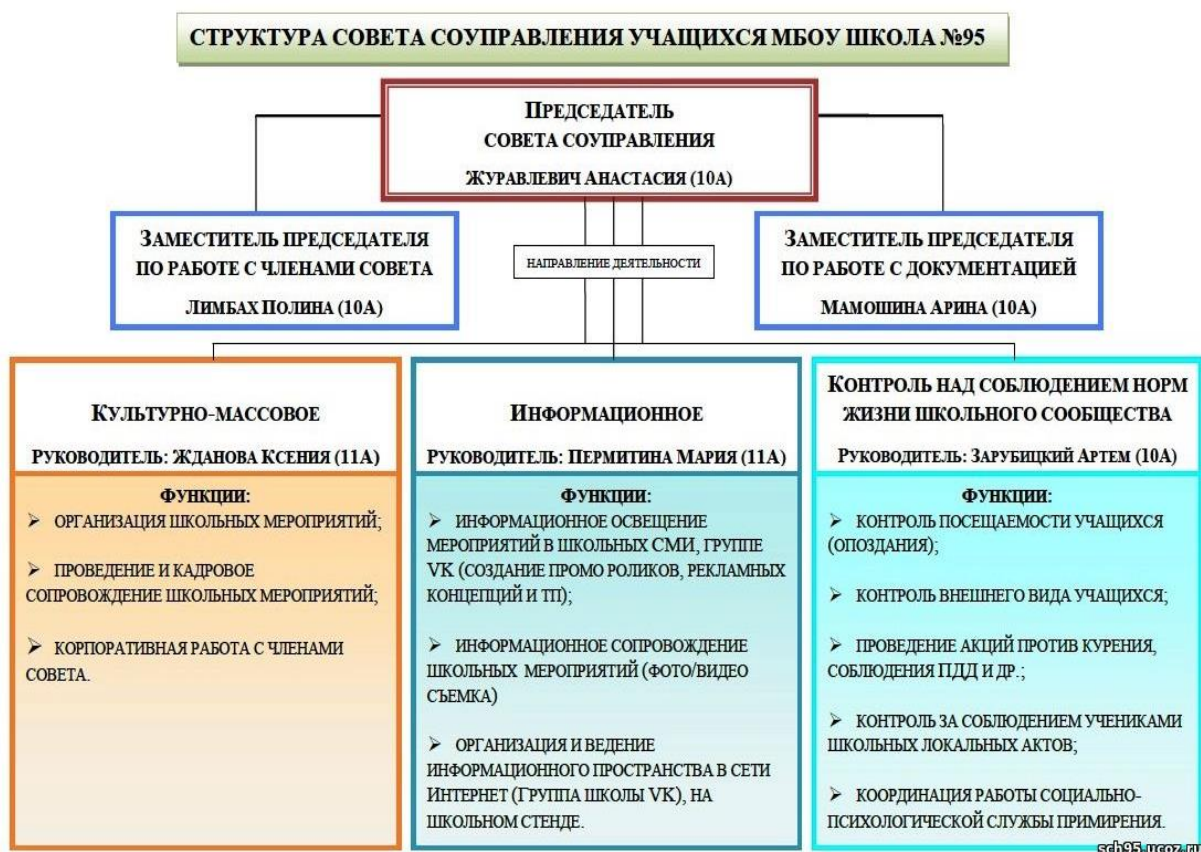 СТРУКТУРА СОВЕТА СОУПРАВЛЕНИЯ УЧАЩИХСЯ МБОУ ШКОЛА №95
ПРЕДСЕДАТЕЛЬ
СОВЕТА СОУПРАВЛЕНИЯ
ЖУРАВЛЕВИЧ АНАСТАСИЯ (10А)
ЗАМЕСТИТЕЛЬ ПРЕДСЕДАТЕЛЯ
ПО РАБОТЕ С ЧЛЕНАМИ СОВЕТА
ЛИМБАХ ПОЛИНА (10А)
НАПРАВЛЕНИЕ ДЕЯТЕЛЬНОСТИ
ЗАМЕСТИТЕЛЬ ПРЕДСЕДАТЕЛЯ
ПО РАБОТЕ С ДОКУМЕНТАЦИЕЙ
МАМОШИНА АРИНА (10А)
КУЛЬТУРНО-МАССОВОЕ
РУКОВОДИТЕЛЬ: ЖДАНОВА КСЕНИЯ (11А)
ФУНКЦИИ:
➢ ОРГАНИЗАЦИЯ ШКОЛЬНЫХ МЕРОПРИЯТИЙ;
➢ ПРОВЕДЕНИЕ И КАДРОВОЕ
СОПРОВОЖДЕНИЕ ШКОЛЬНЫХ МЕРОПРИЯТИЙ;
➢ КОРПОРАТИВНАЯ РАБОТА С ЧЛЕНАМИ
СОВЕТА.
ИНФОРМАЦИОННОЕ
РУКОВОДИТЕЛЬ: ПЕРМИТИНА МАРИЯ (11А)
ФУНКЦИИ:
➢ ИНФОРМАЦИОННОЕ ОСВЕЩЕНИЕ
МЕРОПРИЯТИЙ В ШКОЛЬНЫХ СМИ, ГРУППЕ
VK (СОЗДАНИЕ ПРОМО РОЛИКОВ, РЕКЛАМНЫХ
КОНЦЕПЦИЙ И ТП);
➢ ИНФОРМАЦИОННОЕ СОПРОВОЖДЕНИЕ
ШКОЛЬНЫХ МЕРОПРИЯТИЙ (ФОТО/ВИДЕО
СЪЕМКА)
➢ ОРГАНИЗАЦИЯ И ВЕДЕНИЕ
ИНФОРМАЦИОННОГО ПРОСТРАНСТВА В СЕТИ
ИНТЕРНЕТ (ГРУППА ШКОЛЫ VK), НА
ШКОЛЬНОМ СТЕНДЕ.
КОНТРОЛЬ НАД СОБЛЮДЕНИЕМ НОРМ
ЖИЗНИ ШКОЛЬНОГО СООБЩЕСТВА
РУКОВОДИТЕЛЬ: ЗАРУБИЦКИЙ АРТЕМ (10А)
ФУНКЦИИ:
➢ КОНТРОЛЬ ПОСЕЩАЕМОСТИ УЧАЩИХСЯ
(ОПОЗДАНИЯ);
➢ КОНТРОЛЬ ВНЕШНЕГО ВИДА УЧАЩИХСЯ;
➢ ПРОВЕДЕНИЕ АКЦИЙ ПРОТИВ КУРЕНИЯ,
СОБЛЮДЕНИЯ ПДД И ДР.;
➢ КОНТРОЛЬ ЗА СОБЛЮДЕНИЕМ УЧЕНИКАМИ
ШКОЛЬНЫХ ЛОКАЛЬНЫХ АКТОВ;
➢ КООРДИНАЦИЯ РАБОТЫ СОЦИАЛЬНО-
ПСИХОЛОГИЧЕСКОЙ СЛУЖБЫ ПРИМИРЕНИЯ.
sch95.ucoz.ru